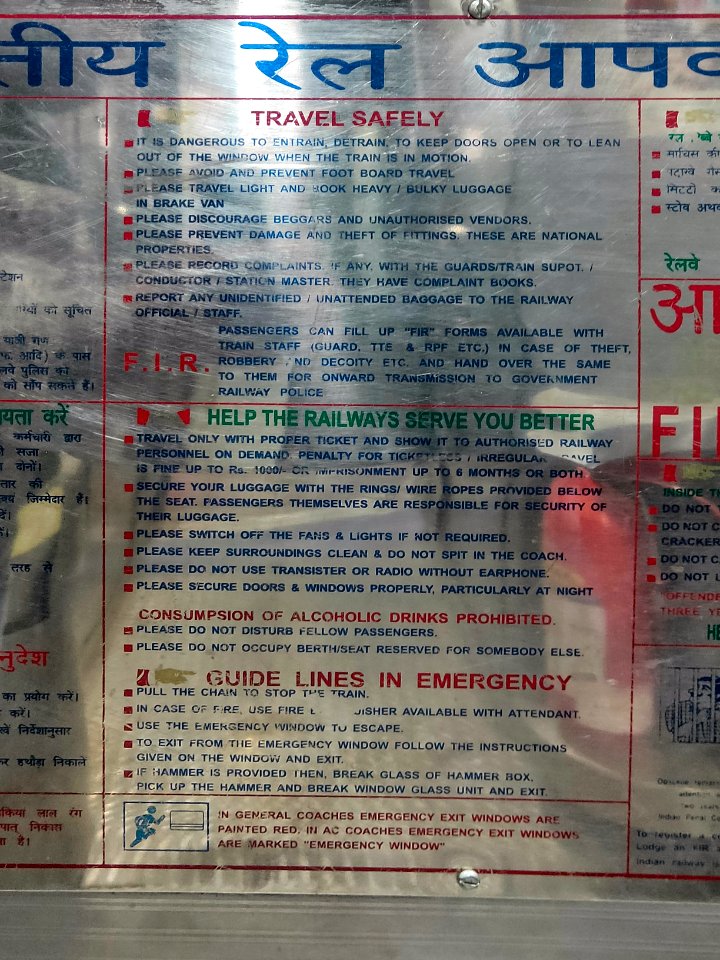 रेल
TRAVEL SAFELY
IT IS DANGEROUS TO ENTRAIN, DETRAIN, TO KEEP DOORS OPEN OR TO LEAN
OUT OF THE WINDOW WHEN THE TRAIN IS IN MOTION.
PLEASE AVOID AND PREVENT FOOT BOARD TRAVEL
PLEASE TRAVEL LIGHT AND BOOK HEAVY / BULKY LUGGAGE
IN BRAKE VAN
PLEASE DISCOURAGE BEGGARS AND UNAUTHORISED VENDORS.
PLEASE PREVENT DAMAGE AND THEFT OF FITTINGS. THESE ARE NATIONAL
PROPERTIES.
PLEASE RECORD COMPLAINTS. IF ANY. WITH THE GUARDS/TRAIN SUPDT. /
CONDUCTOR / STATION MASTER. THEY HAVE COMPLAINT BOOKS.
REPORT ANY UNIDENTIFIED / UNATTENDED BAGGAGE TO THE RAILWAY
OFFICIAL / STAFF.
F.I.R.
PASSENGERS CAN FILL UP "FIR" FORMS AVAILABLE WITH
TRAIN STAFF (GUARD, TTE & RPF ETC.) IN CASE OF THEFT,
ROBBERY AND DECOITY ETC. AND HAND OVER THE SAME
TO THEM FOR ONWARD TRANSMISSION TO GOVERNMENT
RAILWAY POLICE
HELP THE RAILWAYS SERVE YOU BETTER
TRAVEL ONLY WITH PROPER TICKET AND SHOW IT TO AUTHORISED RAILWAY
PERSONNEL ON DEMAND. PENALTY FOR TICKETLESS / IRREGULAR TRAVEL
IS FINE UP TO Rs. 1000/- OR IMPRISONMENT UP TO 6 MONTHS OR BOTH.
SECURE YOUR LUGGAGE WITH THE RINGS/ WIRE ROPES PROVIDED BELOW
THE SEAT. PASSENGERS THEMSELVES ARE RESPONSIBLE FOR SECURITY OF
THEIR LUGGAGE.
PLEASE SWITCH OFF THE FANS & LIGHTS IF NOT REQUIRED.
PLEASE KEEP SURROUNDINGS CLEAN & DO NOT SPIT IN THE COACH.
PLEASE DO NOT USE TRANSISTER OR RADIO WITHOUT EARPHONE.
PLEASE SECURE DOORS & WINDOWS PROPERLY, PARTICULARLY AT NIGHT
CONSUMPSION OF ALCOHOLIC DRINKS PROHIBITED.
PLEASE DO NOT DISTURB FELLOW PASSENGERS.
PLEASE DO NOT OCCUPY BERTH/SEAT RESERVED FOR SOMEBODY ELSE.
GUIDE LINES IN EMERGENCY
PULL THE CHAIN TO STOP THE TRAIN.
IN CASE OF FIRE, USE FIRE AVAILABLE WITH ATTENDANT.
USE THE EMERGENCY WINDOW TO ESCAPE.
TO EXIT FROM THE EMERGENCY WINDOW FOLLOW THE INSTRUCTIONS
GIVEN ON THE WINDOW AND EXIT.
IF HAMMER IS PROVIDED THEN, BREAK GLASS OF HAMMER BOX.
PICK UP THE HAMMER AND BREAK WINDOW GLASS UNIT AND EXIT.
IN GENERAL COACHES EMERGENCY EXIT WINDOWS ARE
PAINTED RED. IN AC COACHES EMERGENCY EXIT WINDOWS
ARE MARKED "EMERGENCY WINDOW"
रेलवे
INSIDE
DO NOT
DO NOT
CRACKER
DO NOT
DO NOT
THREE